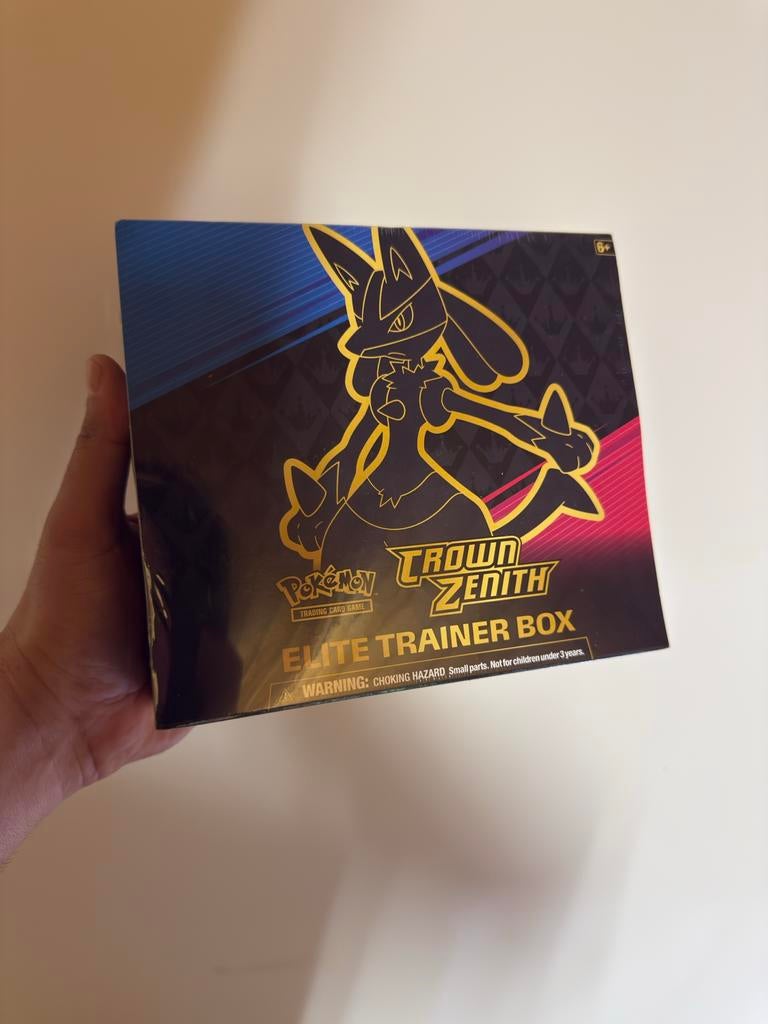 6+
CROWN
ZENITH
POKéMON
TRADING CARD GAME
ELITE TRAINER BOX
WARNING: CHOKING HAZARD Small parts. Not for children under 3 years.